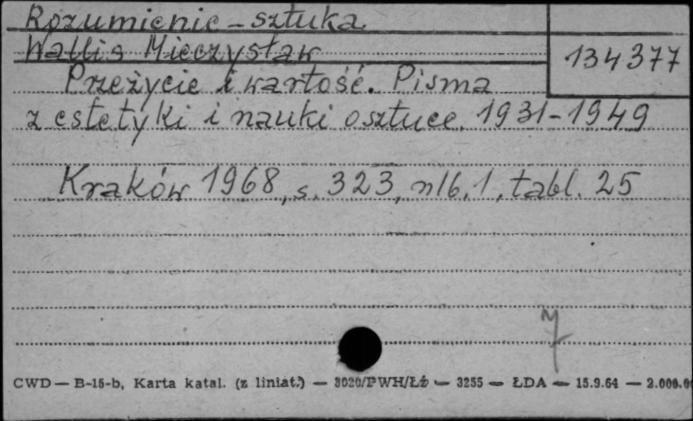 Rozumienie - sztuka
Wallis Mieczysław
134377
Przeżycie i wartość. Pisma
z estetyki i nauki o sztuce. 1931-1949
Kraków 1968, s. 323, nlb. 1, tabl. 25
CWD — B-15-b, Karta katal. (z liniat.) — 3020/PWH/Łż — 3255 — ŁDA — 15.9.64 — 2.000.0